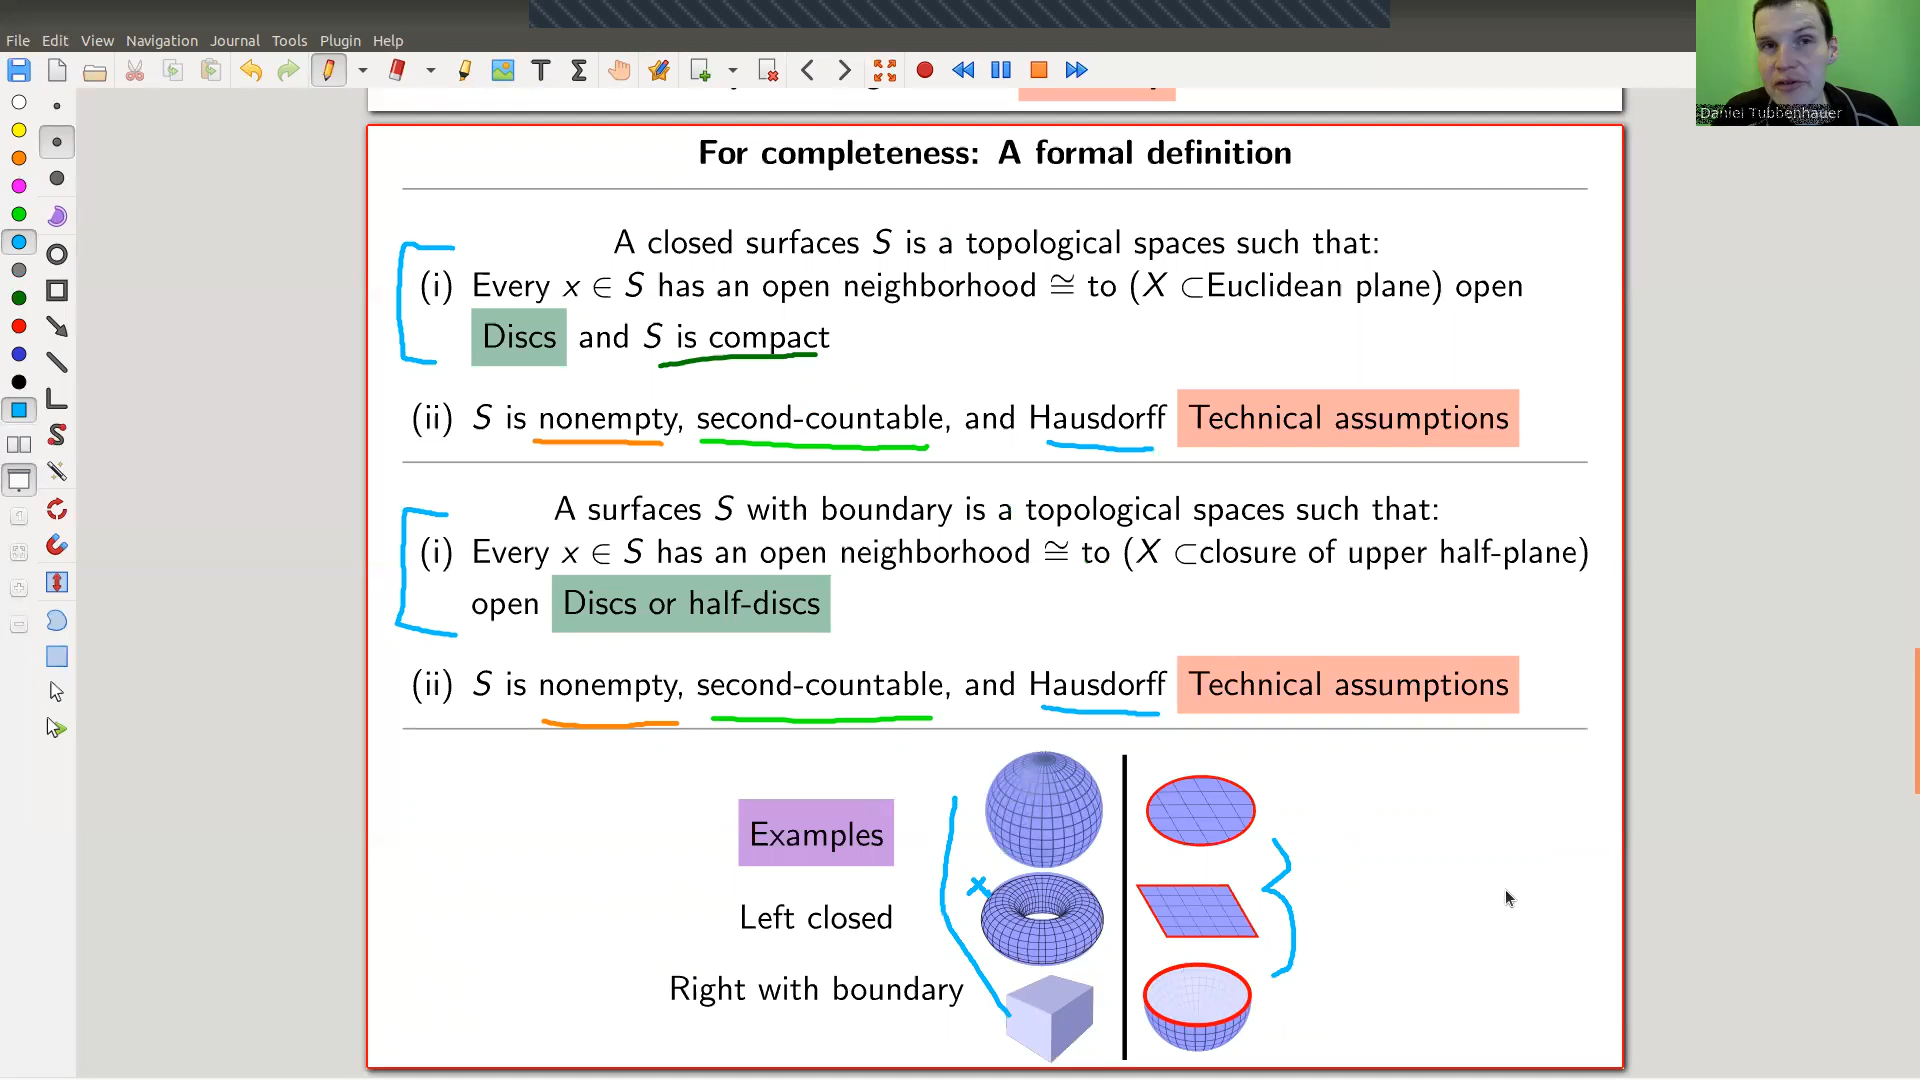 File Edit View Navigation Journal Tools Plugin Help
Daniel Tubbenhauer
For completeness: A formal definition
A closed surfaces S is a topological spaces such that:
(i) Every x ∈ S has an open neighborhood ≅ to (X ⊂Euclidean plane) open
Discs and S is compact
(ii) S is nonempty, second-countable, and Hausdorff Technical assumptions
A surfaces S with boundary is a topological spaces such that:
(i) Every x ∈ S has an open neighborhood ≅ to (X ⊂closure of upper half-plane)
open Discs or half-discs
(ii) S is nonempty, second-countable, and Hausdorff Technical assumptions
Examples
Left closed
Right with boundary